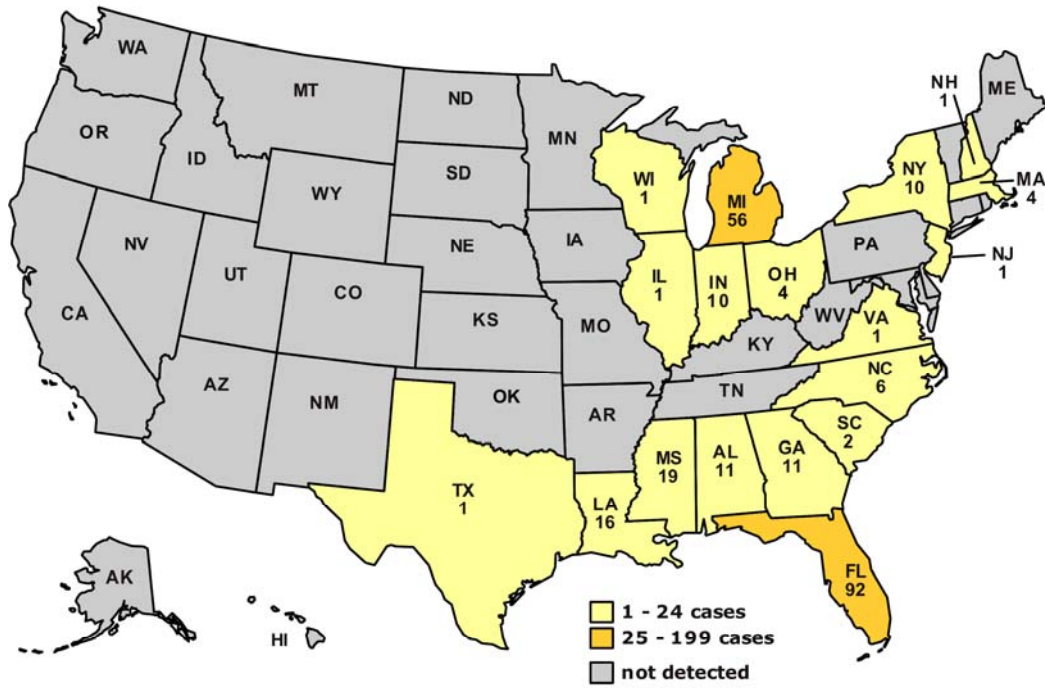 WA
MT
ND
MN
NH
1
ME
OR
ID
SD
WI
1
MI
56
NY
10
MA
4
WY
NV
NE
IA
PA
NJ
1
UT
CO
IL
1
IN
10
OH
4
CA
KS
MO
WV
VA
1
KY
NC
6
AZ
NM
OK
AR
TN
SC
2
MS
19
AL
11
GA
11
TX
1
LA
16
AK
FL
92
HI
1 - 24 cases
25 - 199 cases
not detected